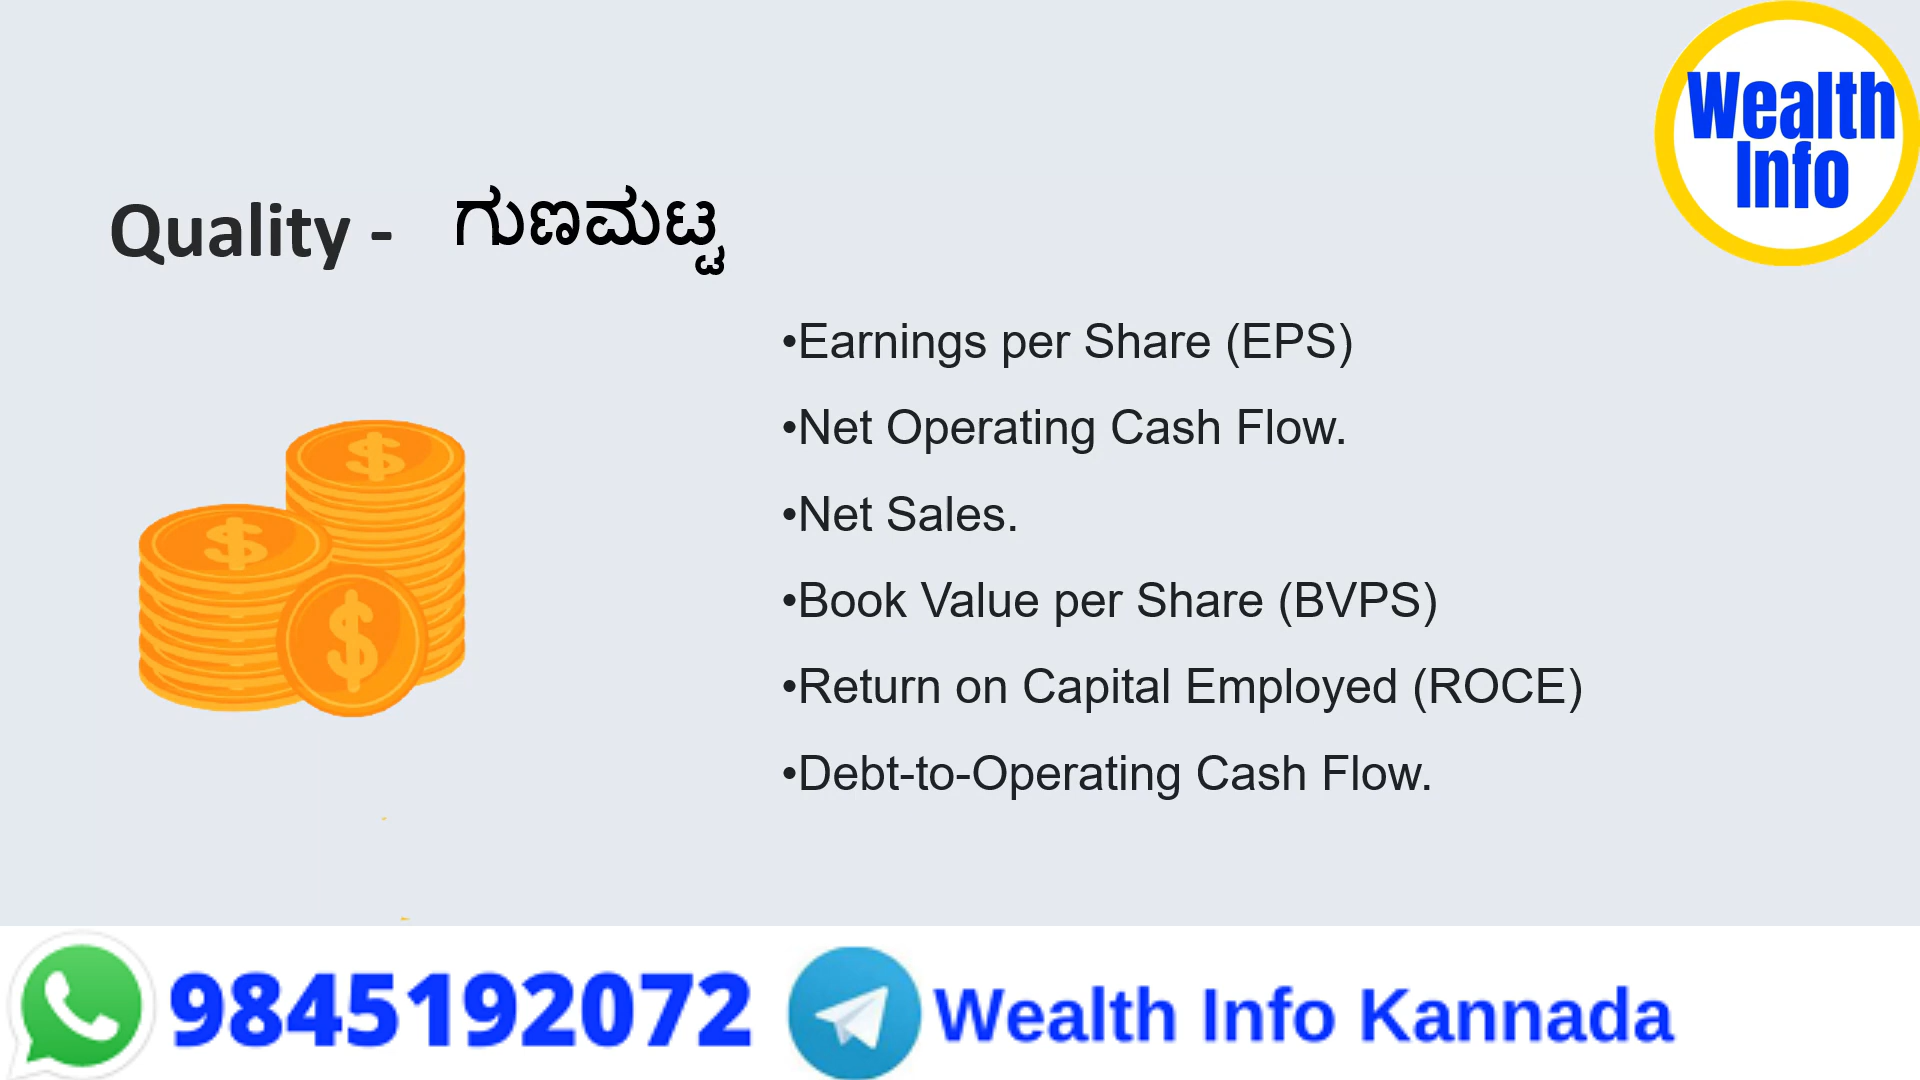 Wealth
Info
Quality - ಗುಣಮಟ್ಟ
•Earnings per Share (EPS)
•Net Operating Cash Flow.
•Net Sales.
•Book Value per Share (BVPS)
•Return on Capital Employed (ROCE)
•Debt-to-Operating Cash Flow.
9845192072 Wealth Info Kannada